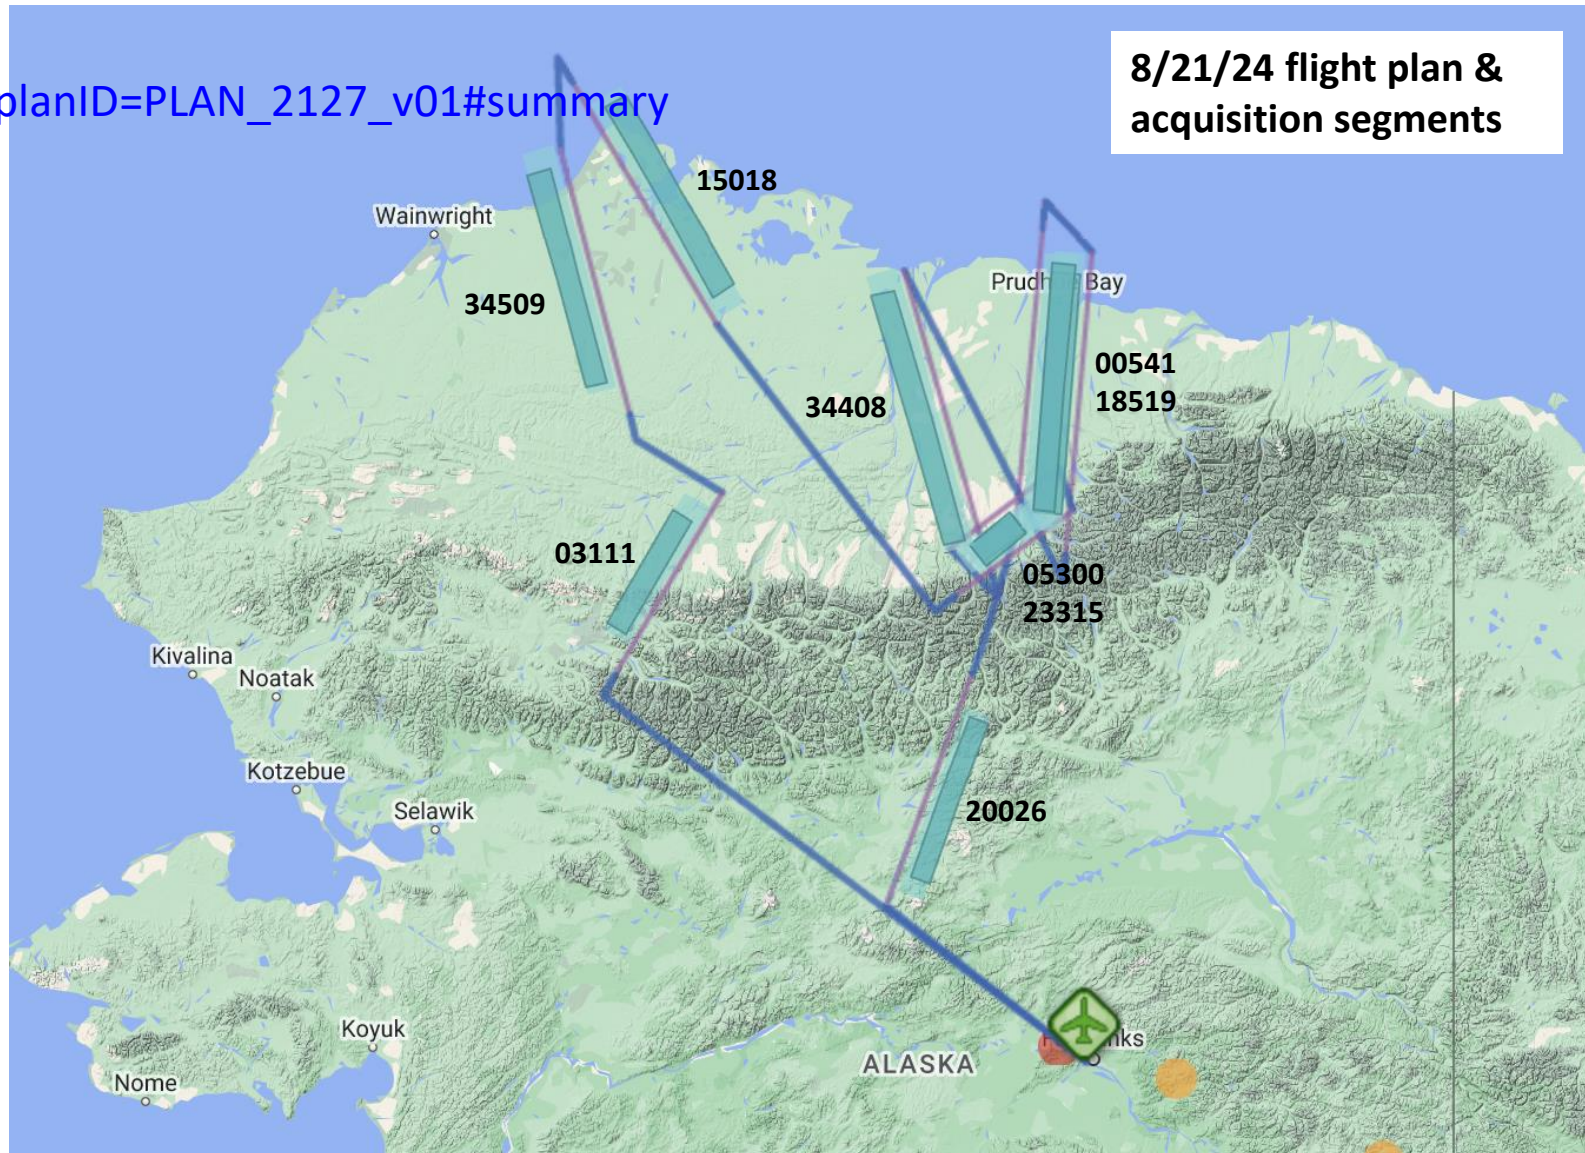 8/21/24 flight plan &
acquisition segments
planID=PLAN_2127_v01#summary
15018
Wainwright
34509
Prudh Bay
00541
18519
34408
03111
05300
23315
Kivalina
Noatak
Kotzebue
Selawik
20026
Koyuk
nks
ALASKA
Nome